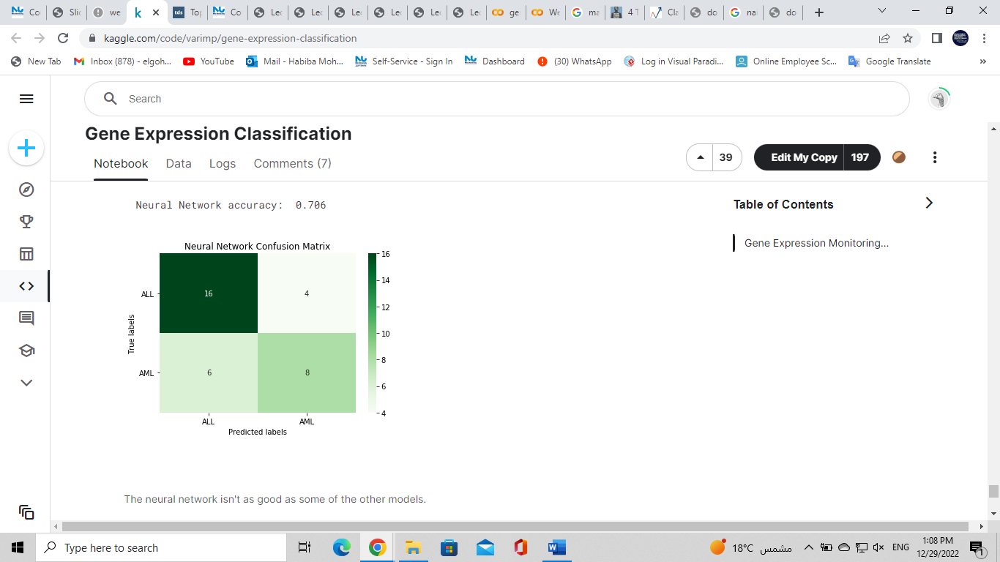 Co
Slic
we
k
tds
Top
Co
Lec
Lec
Lec
Lec
Lec
Lec
ge
We
ma
4 T
Cla
do
na
do
kaggle.com/code/varimp/gene-expression-classification
New Tab
Inbox (878) - elgoh...
YouTube
Mail - Habiba Moh...
Self-Service - Sign In
Dashboard
(30) WhatsApp
Log in Visual Paradi...
Online Employee Sc...
Google Translate
»
Search
Gene Expression Classification
Notebook
Data
Logs
Comments (7)
39
Edit My Copy
197
Neural Network accuracy: 0.706
Table of Contents
Gene Expression Monitoring...
Neural Network Confusion Matrix
True labels
ALL
AML
16
4
6
8
ALL
AML
Predicted labels
16
14
12
10
8
6
4
The neural network isn't as good as some of the other models.
Type here to search
18°C
مشمس
ENG
1:08 PM
12/29/2022
1